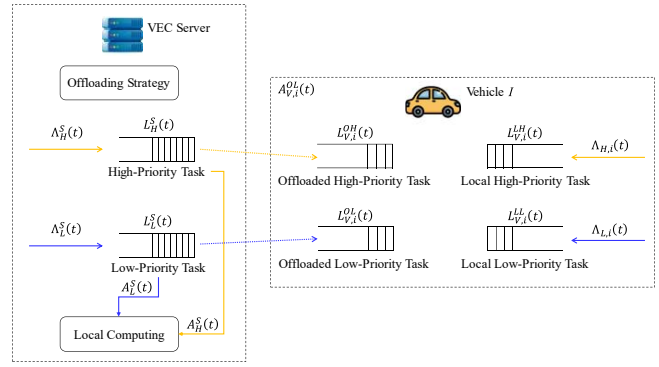 VEC Server
Offloading Strategy
Λ_H^S(t)
L_H^S(t)
High-Priority Task
Λ_L^S(t)
L_L^S(t)
Low-Priority Task
A_L^S(t)
A_H^S(t)
Local Computing
A_{V,i}^{OL}(t)
Vehicle I
L_{V,i}^{OH}(t)
L_{V,i}^{LH}(t)
Λ_{H,i}(t)
Offloaded High-Priority Task
Local High-Priority Task
L_{V,i}^{OL}(t)
L_{V,i}^{LL}(t)
Λ_{L,i}(t)
Offloaded Low-Priority Task
Local Low-Priority Task